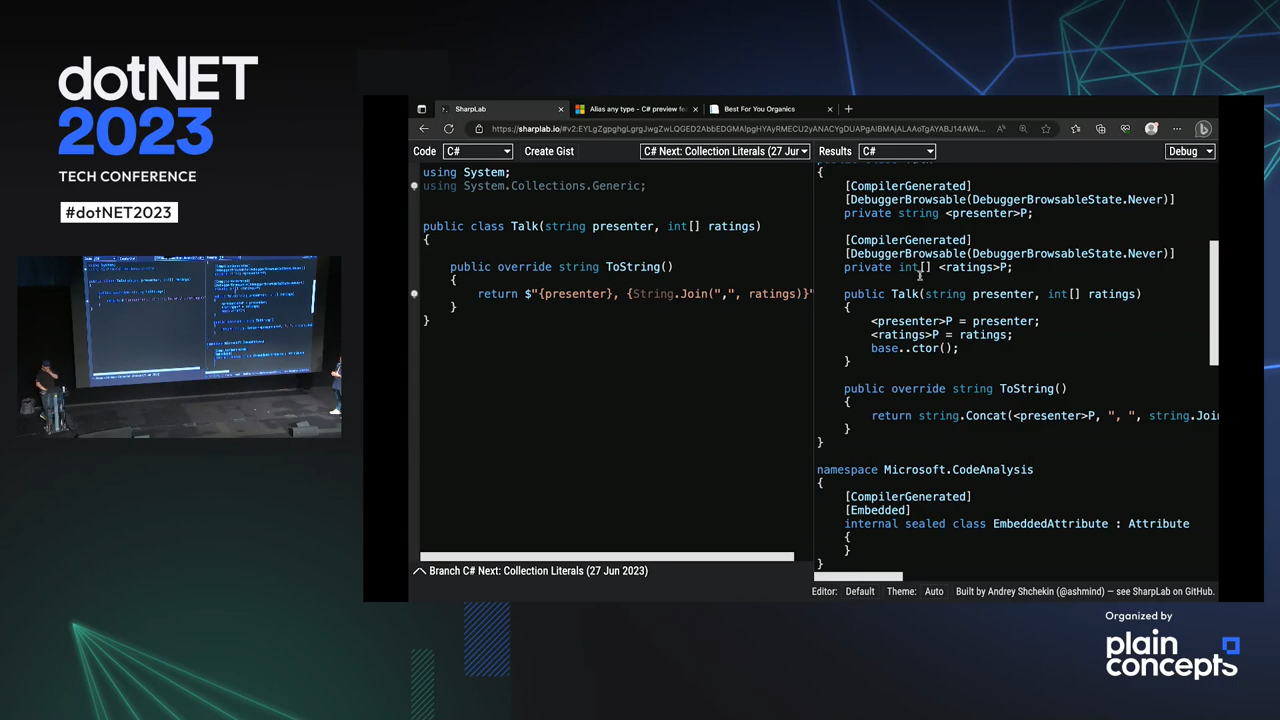 dotNET
2023
TECH CONFERENCE
#dotNET2023
SharpLab
Alias any type - C# preview fe
Best For You Organics
https://sharplab.io/#v2:EYLgZgpghgLgrgJwgZwLQGED2AbbEDGMAlpgHYAyRMECU2yANACYgDUAPgAIBMAjALAAoTgAYABJ14AWA...
Code C# Create Gist C# Next: Collection Literals (27 Jur Results C# Debug
using System;
using System.Collections.Generic;
public class Talk(string presenter, int[] ratings)
{
public override string ToString()
{
return $"{presenter}, {String.Join(",", ratings)}"
}
}
Branch C# Next: Collection Literals (27 Jun 2023)
{
[CompilerGenerated]
[DebuggerBrowsable(DebuggerBrowsableState.Never)]
private string <presenter>P;
[CompilerGenerated]
[DebuggerBrowsable(DebuggerBrowsableState.Never)]
private int[] <ratings>P;
public Talk(string presenter, int[] ratings)
{
<presenter>P = presenter;
<ratings>P = ratings;
base..ctor();
}
public override string ToString()
{
return string.Concat(<presenter>P, ", ", string.Join
}
}
namespace Microsoft.CodeAnalysis
{
[CompilerGenerated]
[Embedded]
internal sealed class EmbeddedAttribute : Attribute
{
}
}
Editor: Default Theme: Auto Built by Andrey Shchekin (@ashmind) — see SharpLab on GitHub.
Organized by
plain
concepts